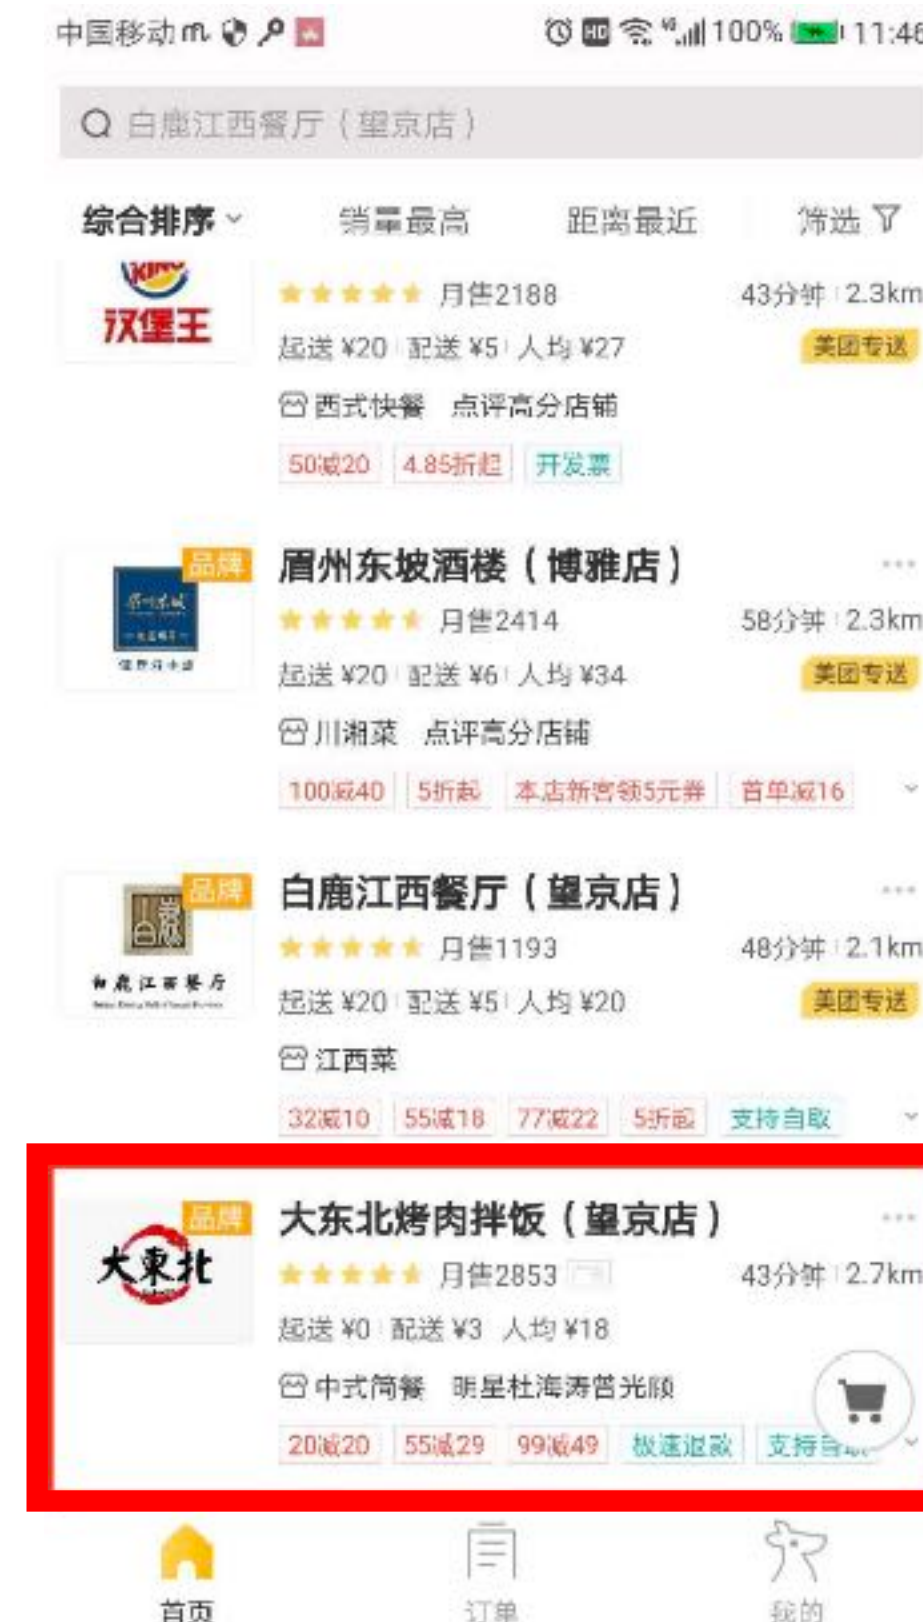 中国移动 HD 100% 11:46
白鹿江西餐厅（望京店）
综合排序 销量最高 距离最近 筛选
KING
汉堡王
月售2188 43分钟 2.3km
起送 ¥20 配送 ¥5 人均 ¥27 美团专送
西式快餐 点评高分店铺
50减20 4.85折起 开发票
品牌 眉州东坡酒楼（博雅店）
月售2414 58分钟 2.3km
起送 ¥20 配送 ¥6 人均 ¥34 美团专送
川湘菜 点评高分店铺
100减40 5折起 本店新客领5元券 首单减16
品牌 白鹿江西餐厅（望京店）
白鹿江西餐厅
月售1193 48分钟 2.1km
起送 ¥20 配送 ¥5 人均 ¥20 美团专送
江西菜
32减10 55减18 77减22 5折起 支持自取
品牌 大东北烤肉拌饭（望京店）
大東北
月售2853 43分钟 2.7km
起送 ¥0 配送 ¥3 人均 ¥18
中式简餐 明星杜海涛曾光顾
20减20 55减29 99减49 极速退款 支持自取
首页 订单 我的